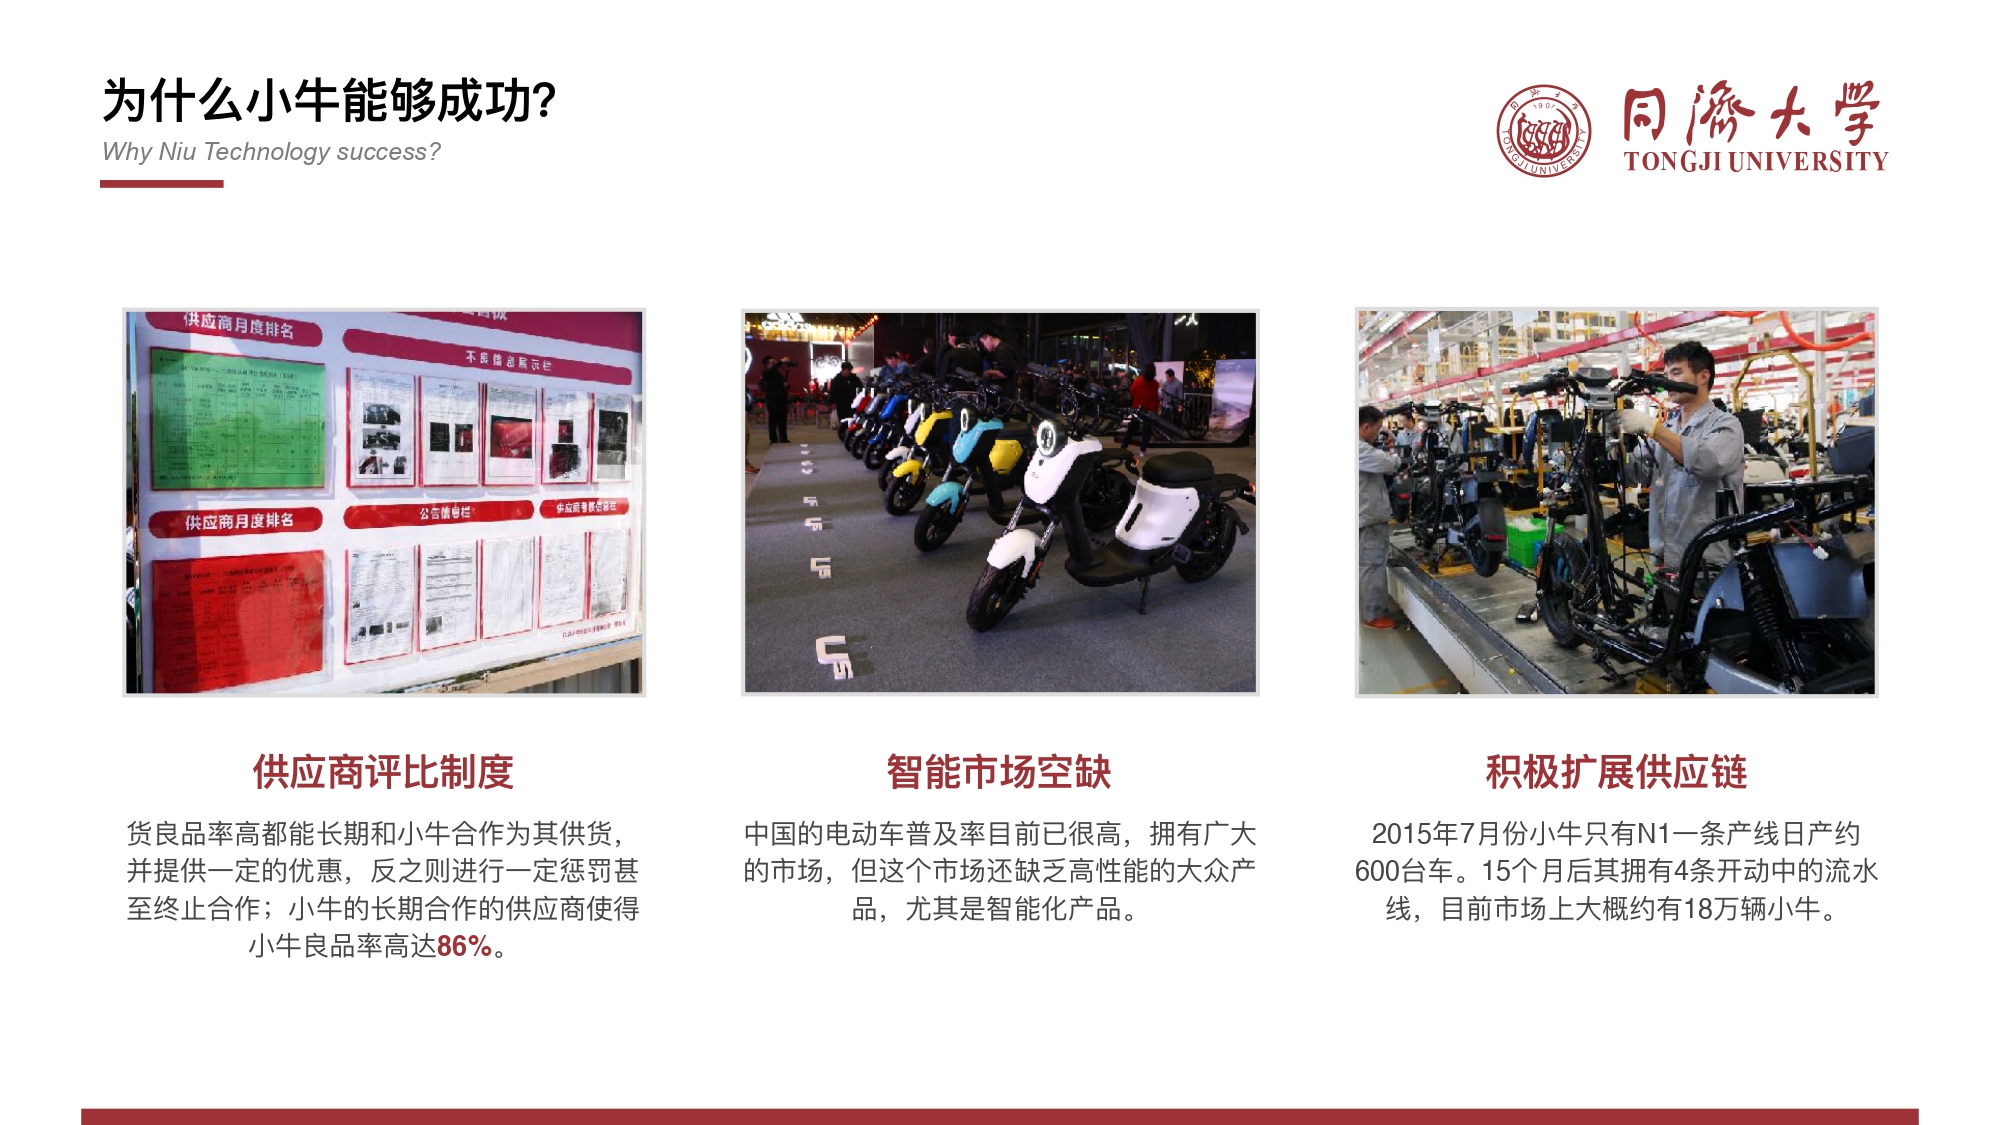 为什么小牛能够成功?
Why Niu Technology success?
同濟大学
TONGJI UNIVERSITY
1907
TONGJI UNIVERSITY
供应商月度排名
不良信息展示栏
供应商月度排名
公告信息栏
供应商考核信息栏
US
供应商评比制度
货良品率高都能长期和小牛合作为其供货，
并提供一定的优惠，反之则进行一定惩罚甚
至终止合作；小牛的长期合作的供应商使得
小牛良品率高达86%。
智能市场空缺
中国的电动车普及率目前已很高，拥有广大
的市场，但这个市场还缺乏高性能的大众产
品，尤其是智能化产品。
积极扩展供应链
2015年7月份小牛只有N1一条产线日产约
600台车。15个月后其拥有4条开动中的流水
线，目前市场上大概约有18万辆小牛。